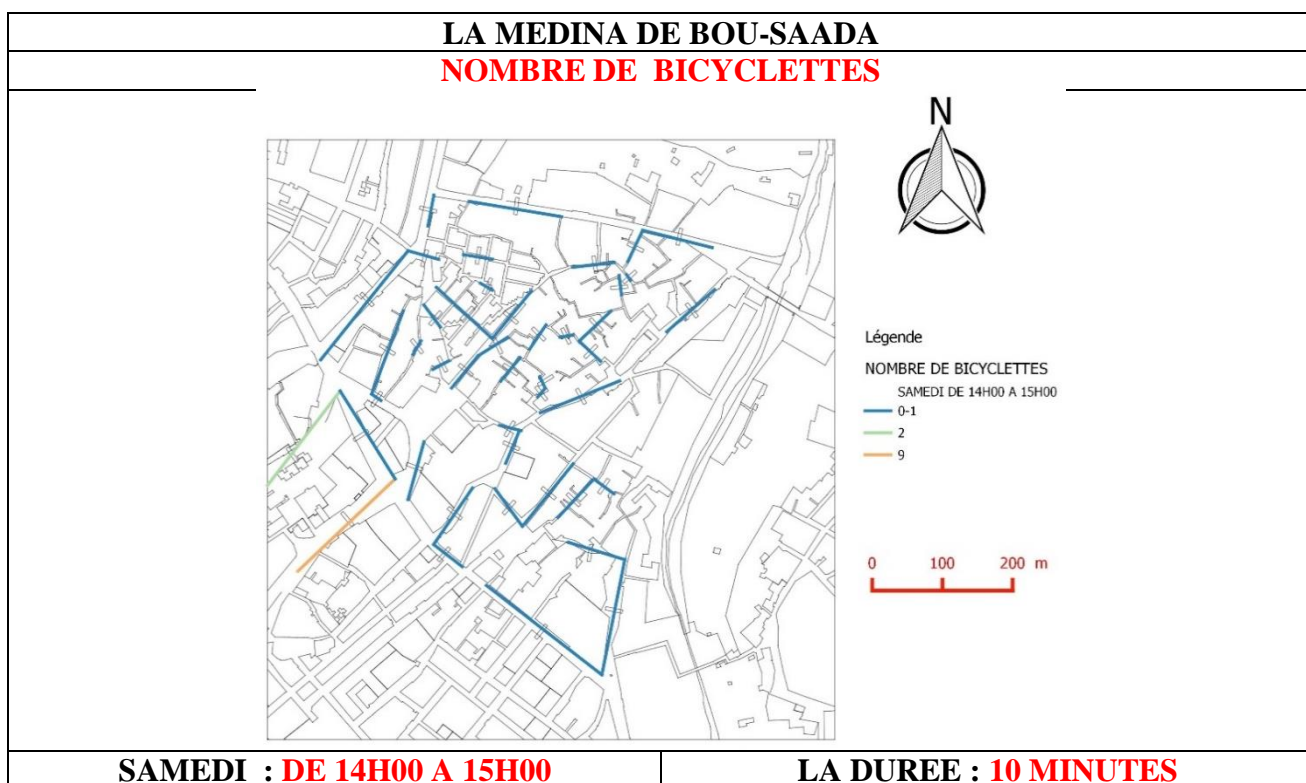 LA MEDINA DE BOU-SAADA
NOMBRE DE BICYCLETTES
N
Légende
NOMBRE DE BICYCLETTES
SAMEDI DE 14H00 A 15H00
0-1
2
9
0 100 200 m
SAMEDI : DE 14H00 A 15H00
LA DUREE : 10 MINUTES